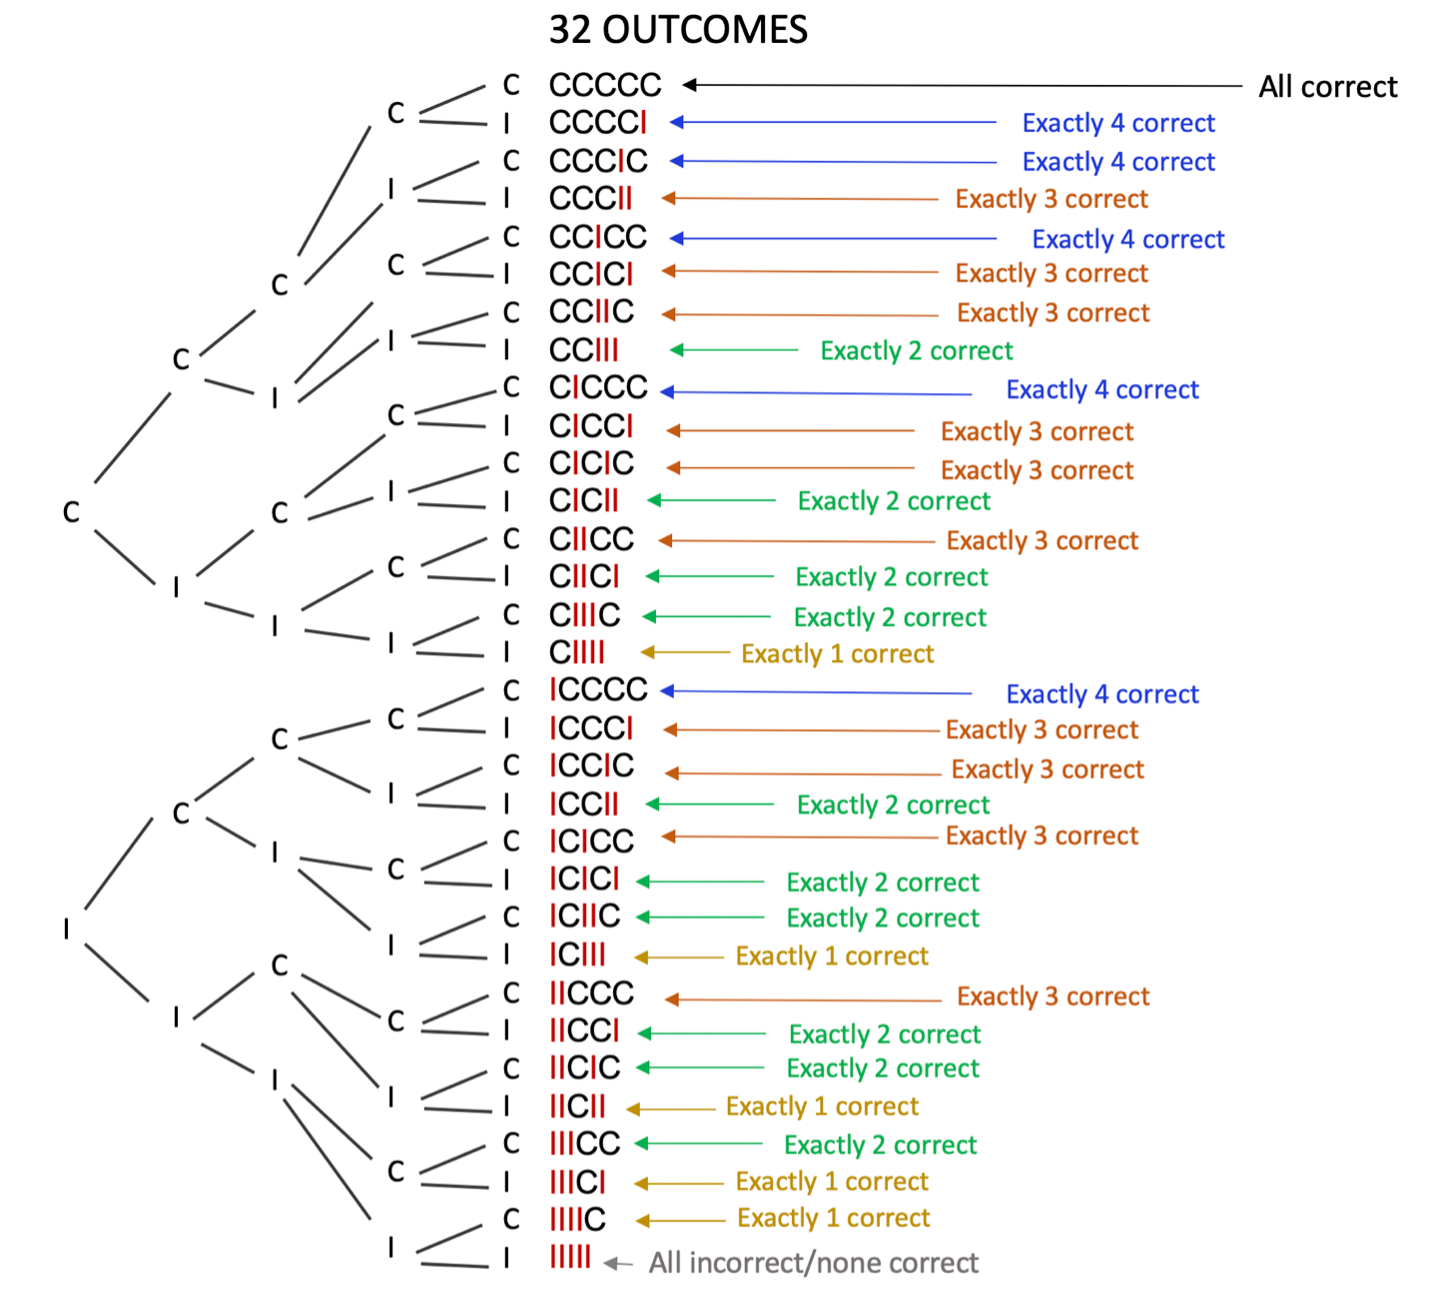 32 OUTCOMES
C CCCCC All correct
C
I CCCCI Exactly 4 correct
C CCCIC Exactly 4 correct
I
I CCCII Exactly 3 correct
C CCICC Exactly 4 correct
C
I CCICI Exactly 3 correct
C
C CCIIC Exactly 3 correct
I
I CCIII Exactly 2 correct
C
C CICCC Exactly 4 correct
I
C
I CICCI Exactly 3 correct
C CICIC Exactly 3 correct
I
I CICII Exactly 2 correct
C
C
C CIICC Exactly 3 correct
C
I CIICI Exactly 2 correct
I
C CIIIC Exactly 2 correct
I
I
I CIIII Exactly 1 correct
C ICCCC Exactly 4 correct
C
I ICCCI Exactly 3 correct
C
C ICCIC Exactly 3 correct
I
I ICCII Exactly 2 correct
C
C ICICC Exactly 3 correct
I
C
I ICICI Exactly 2 correct
C ICIIC Exactly 2 correct
I
I
I ICIII Exactly 1 correct
C
C IICCC Exactly 3 correct
I
C
I IICCI Exactly 2 correct
C IICIC Exactly 2 correct
I
I
I IICII Exactly 1 correct
C IIICC Exactly 2 correct
C
I IIICI Exactly 1 correct
C IIIIC Exactly 1 correct
I
I IIIII All incorrect/none correct